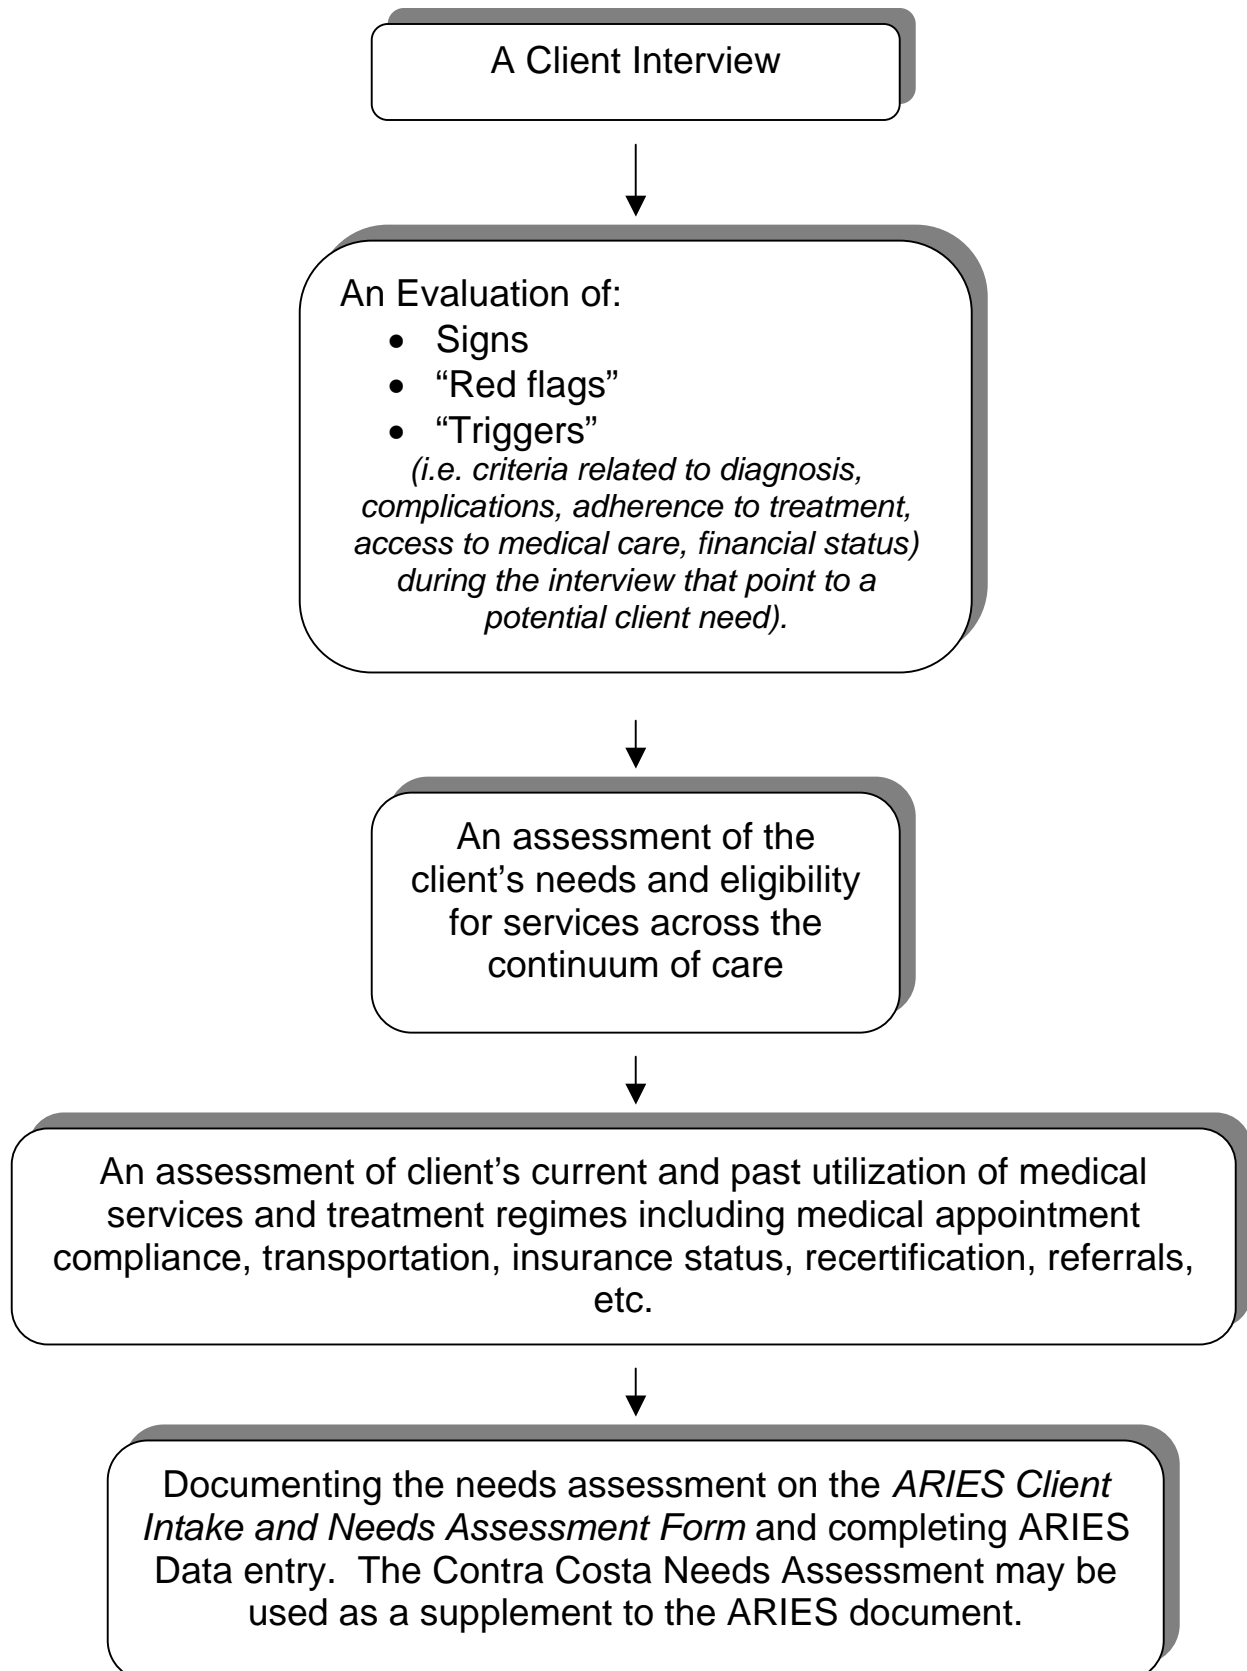 A Client Interview
An Evaluation of:
• Signs
• “Red flags”
• “Triggers”
(i.e. criteria related to diagnosis,
complications, adherence to treatment,
access to medical care, financial status)
during the interview that point to a
potential client need).
An assessment of the
client’s needs and eligibility
for services across the
continuum of care
An assessment of client’s current and past utilization of medical
services and treatment regimes including medical appointment
compliance, transportation, insurance status, recertification, referrals,
etc.
Documenting the needs assessment on the ARIES Client
Intake and Needs Assessment Form and completing ARIES
Data entry.  The Contra Costa Needs Assessment may be
used as a supplement to the ARIES document.